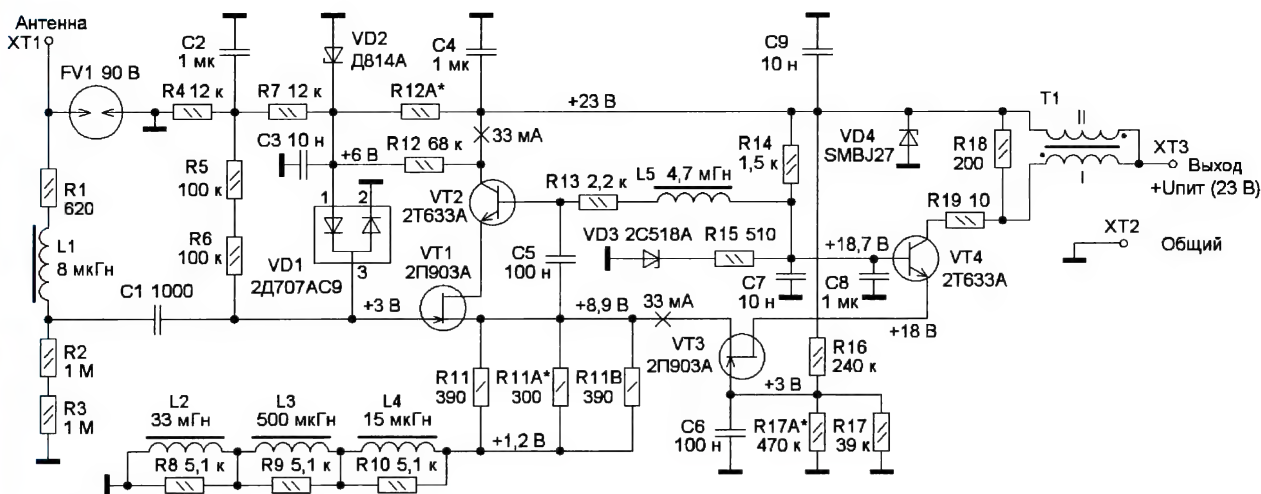 Антенна
XT1
FV1 90 В
R4 12 к
C2
1 мк
R7 12 к
VD2
Д814А
R12А*
C4
1 мк
+23 В
C9
10 н
T1
II
I
XT3
Выход
+Uпит (23 В)
XT2
Общий
C3 10 н
+6 В
R12 68 к
33 мА
R14
1,5 к
VD4
SMBJ27
R18
200
R1
620
R5
100 к
R6
100 к
1
2
3
VD1
2Д707АС9
VT2
2Т633А
R13 2,2 к
L5 4,7 мГн
R19 10
VT1
2П903А
C5
100 н
VD3 2С518А
R15 510
+18,7 В
VT4
2Т633А
L1
8 мкГн
C1 1000
+3 В
+8,9 В
33 мА
C7
10 н
C8
1 мк
+18 В
R2
1 М
R3
1 М
R11
390
R11А*
300
R11В
390
VT3
2П903А
R16
240 к
+3 В
L2
33 мГн
L3
500 мкГн
L4
15 мкГн
+1,2 В
C6
100 н
R17А*
470 к
R17
39 к
R8 5,1 к
R9 5,1 к
R10 5,1 к